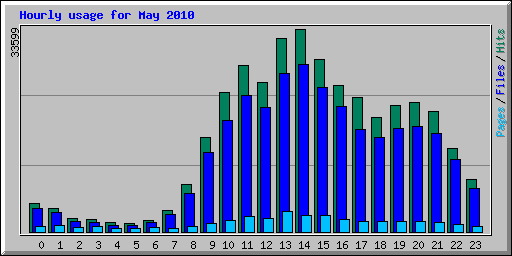 Hourly usage for May 2010
33599
Pages / Files / Hits
0 1 2 3 4 5 6 7 8 9 10 11 12 13 14 15 16 17 18 19 20 21 22 23